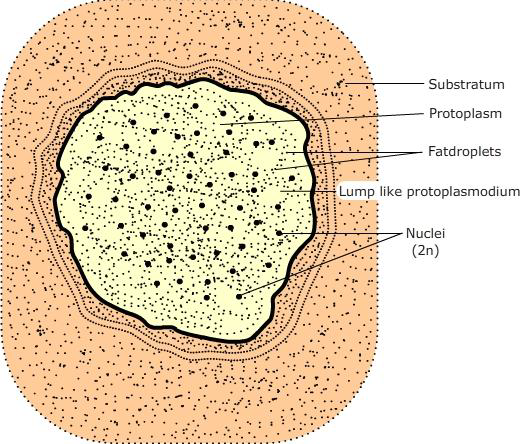 Substratum
Protoplasm
Fatdroplets
Lump like protoplasmodium
Nuclei
(2n)